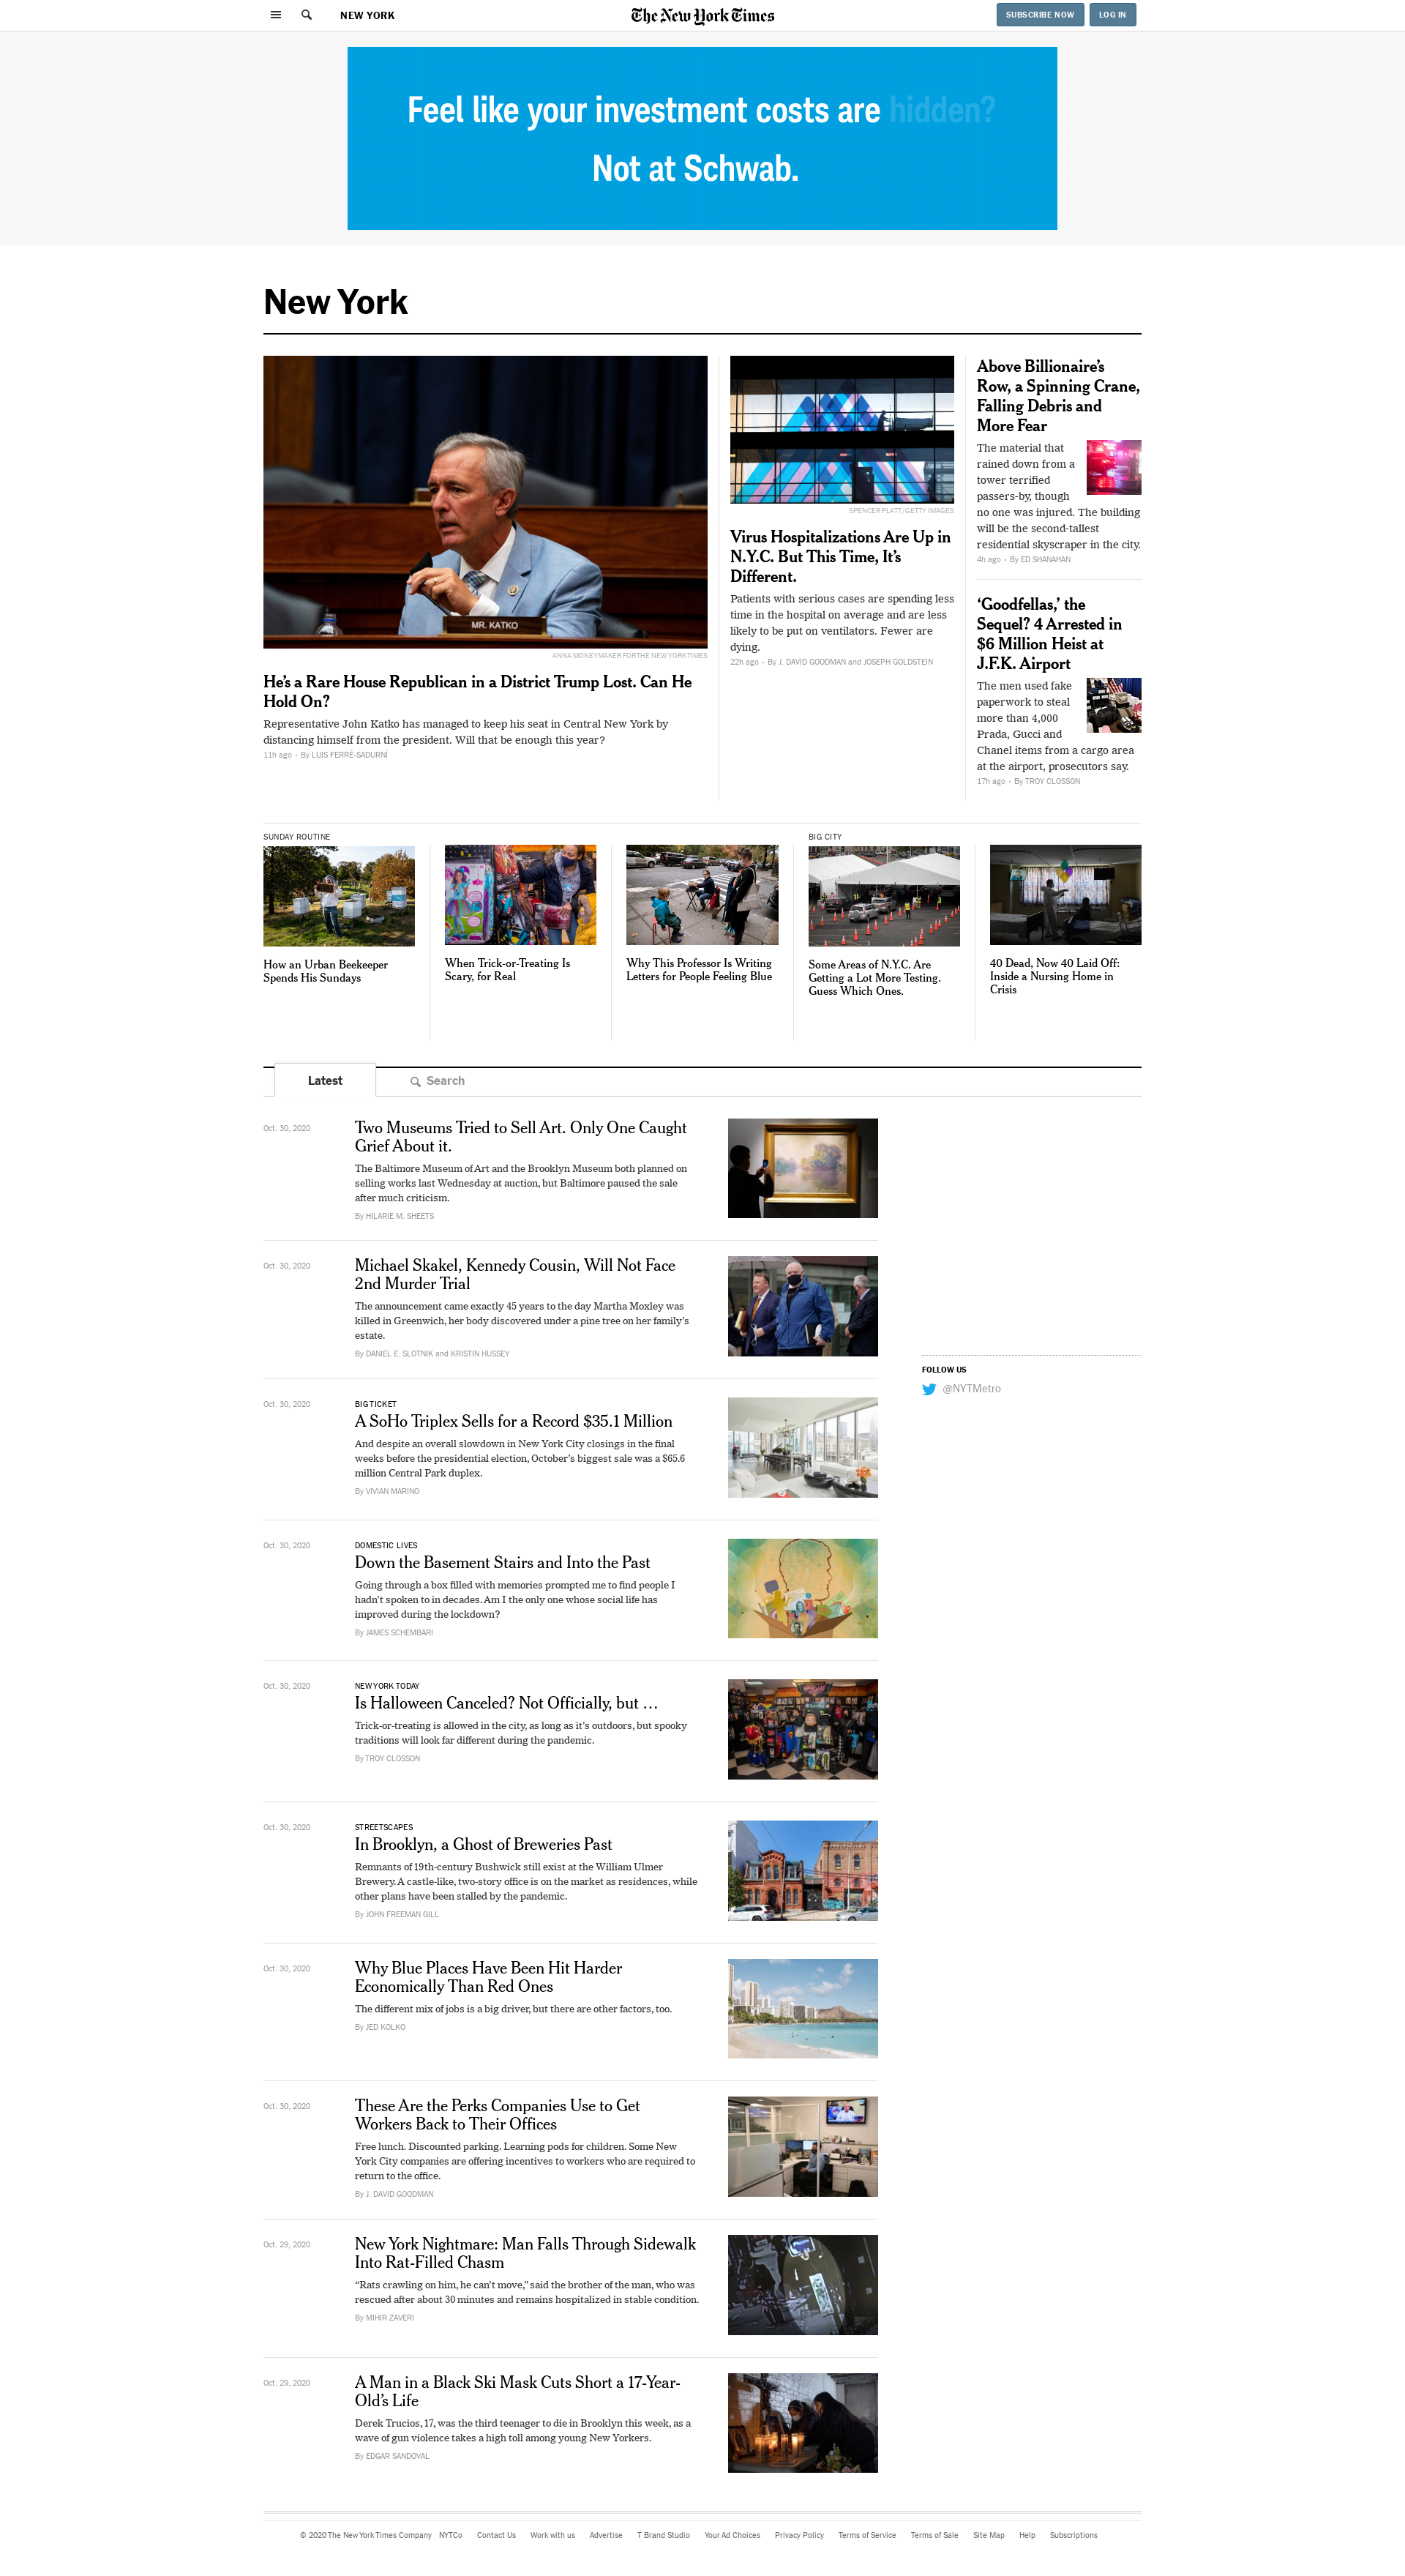 NEW YORK
The New York Times
SUBSCRIBE NOW
LOG IN
Feel like your investment costs are hidden?
Not at Schwab.
New York
MR. KATKO
ANNA MONEYMAKER FOR THE NEW YORK TIMES
He’s a Rare House Republican in a District Trump Lost. Can He
Hold On?
Representative John Katko has managed to keep his seat in Central New York by
distancing himself from the president. Will that be enough this year?
11h ago • By LUIS FERRÉ-SADURNÍ
SPENCER PLATT/GETTY IMAGES
Virus Hospitalizations Are Up in
N.Y.C. But This Time, It’s
Different.
Patients with serious cases are spending less
time in the hospital on average and are less
likely to be put on ventilators. Fewer are
dying.
22h ago • By J. DAVID GOODMAN and JOSEPH GOLDSTEIN
Above Billionaire’s
Row, a Spinning Crane,
Falling Debris and
More Fear
The material that
rained down from a
tower terrified
passers-by, though
no one was injured. The building
will be the second-tallest
residential skyscraper in the city.
4h ago • By ED SHANAHAN
‘Goodfellas,’ the
Sequel? 4 Arrested in
$6 Million Heist at
J.F.K. Airport
The men used fake
paperwork to steal
more than 4,000
Prada, Gucci and
Chanel items from a cargo area
at the airport, prosecutors say.
17h ago • By TROY CLOSSON
SUNDAY ROUTINE
How an Urban Beekeeper
Spends His Sundays
When Trick-or-Treating Is
Scary, for Real
Why This Professor Is Writing
Letters for People Feeling Blue
BIG CITY
Some Areas of N.Y.C. Are
Getting a Lot More Testing.
Guess Which Ones.
40 Dead, Now 40 Laid Off:
Inside a Nursing Home in
Crisis
Latest
Search
Oct. 30, 2020
Two Museums Tried to Sell Art. Only One Caught
Grief About it.
The Baltimore Museum of Art and the Brooklyn Museum both planned on
selling works last Wednesday at auction, but Baltimore paused the sale
after much criticism.
By HILARIE M. SHEETS
Oct. 30, 2020
Michael Skakel, Kennedy Cousin, Will Not Face
2nd Murder Trial
The announcement came exactly 45 years to the day Martha Moxley was
killed in Greenwich, her body discovered under a pine tree on her family’s
estate.
By DANIEL E. SLOTNIK and KRISTIN HUSSEY
FOLLOW US
@NYTMetro
Oct. 30, 2020
BIG TICKET
A SoHo Triplex Sells for a Record $35.1 Million
And despite an overall slowdown in New York City closings in the final
weeks before the presidential election, October’s biggest sale was a $65.6
million Central Park duplex.
By VIVIAN MARINO
Oct. 30, 2020
DOMESTIC LIVES
Down the Basement Stairs and Into the Past
Going through a box filled with memories prompted me to find people I
hadn’t spoken to in decades. Am I the only one whose social life has
improved during the lockdown?
By JAMES SCHEMBARI
Oct. 30, 2020
NEW YORK TODAY
Is Halloween Canceled? Not Officially, but …
Trick-or-treating is allowed in the city, as long as it’s outdoors, but spooky
traditions will look far different during the pandemic.
By TROY CLOSSON
Oct. 30, 2020
STREETSCAPES
In Brooklyn, a Ghost of Breweries Past
Remnants of 19th-century Bushwick still exist at the William Ulmer
Brewery. A castle-like, two-story office is on the market as residences, while
other plans have been stalled by the pandemic.
By JOHN FREEMAN GILL
Oct. 30, 2020
Why Blue Places Have Been Hit Harder
Economically Than Red Ones
The different mix of jobs is a big driver, but there are other factors, too.
By JED KOLKO
Oct. 30, 2020
These Are the Perks Companies Use to Get
Workers Back to Their Offices
Free lunch. Discounted parking. Learning pods for children. Some New
York City companies are offering incentives to workers who are required to
return to the office.
By J. DAVID GOODMAN
Oct. 29, 2020
New York Nightmare: Man Falls Through Sidewalk
Into Rat-Filled Chasm
“Rats crawling on him, he can’t move,” said the brother of the man, who was
rescued after about 30 minutes and remains hospitalized in stable condition.
By MIHIR ZAVERI
Oct. 29, 2020
A Man in a Black Ski Mask Cuts Short a 17-Year-
Old’s Life
Derek Trucios, 17, was the third teenager to die in Brooklyn this week, as a
wave of gun violence takes a high toll among young New Yorkers.
By EDGAR SANDOVAL
© 2020 The New York Times Company NYTCo Contact Us Work with us Advertise T Brand Studio Your Ad Choices Privacy Policy Terms of Service Terms of Sale Site Map Help Subscriptions